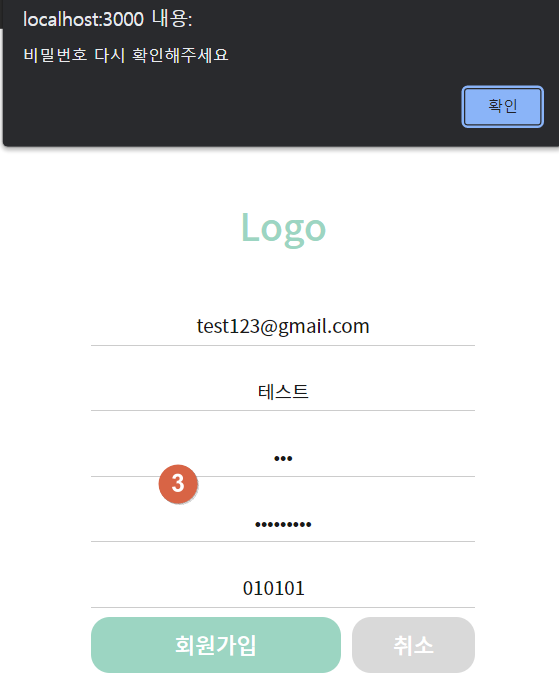 localhost:3000 내용:
비밀번호 다시 확인해주세요
확인
Logo
test123@gmail.com
테스트
•••
3
•••••••••
010101
회원가입 취소